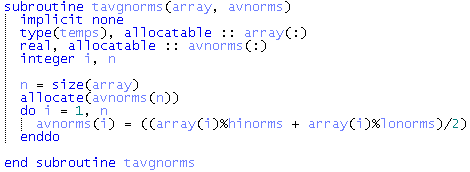 subroutine tavgnorms(array, avnorms)
implicit none
type(temps), allocatable :: array(:)
real, allocatable :: avnorms(:)
integer i, n
n = size(array)
allocate(avnorms(n))
do i = 1, n
avnorms(i) = ((array(i)%hinorms + array(i)%lonorms)/2)
enddo
end subroutine tavgnorms